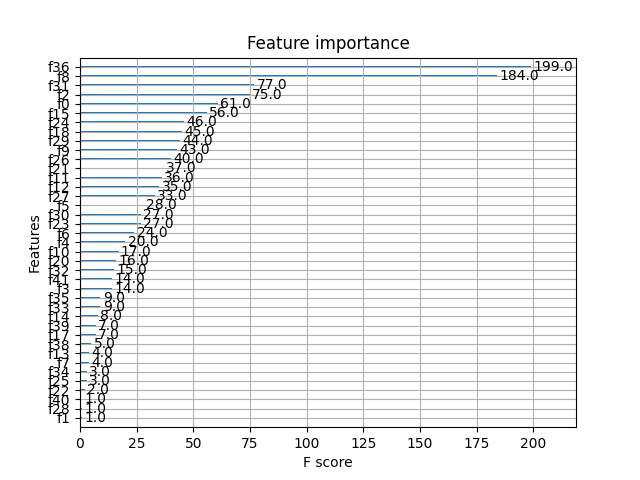 Feature importance
f36 199.0
f8 184.0
f31 77.0
f2 75.0
f0 61.0
f15 56.0
f24 46.0
f18 45.0
f29 44.0
f9 43.0
f26 40.0
f21 37.0
f11 36.0
f12 35.0
f27 33.0
f5 28.0
f30 27.0
f23 27.0
f6 24.0
f4 20.0
f10 17.0
f20 16.0
f32 15.0
f41 14.0
f3 14.0
f35 9.0
f33 9.0
f14 8.0
f39 7.0
f17 7.0
f38 5.0
f13 4.0
f7 4.0
f34 3.0
f25 3.0
f22 2.0
f40 1.0
f28 1.0
f1 1.0
Features
0 25 50 75 100 125 150 175 200
F score